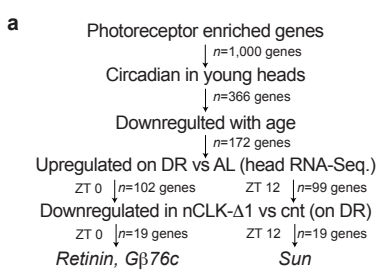 a
Photoreceptor enriched genes
n=1,000 genes
Circadian in young heads
n=366 genes
Downregulted with age
n=172 genes
Upregulated on DR vs AL (head RNA-Seq.)
ZT 0 n=102 genes ZT 12 n=99 genes
Downregulated in nCLK-Δ1 vs cnt (on DR)
ZT 0 n=19 genes ZT 12 n=19 genes
Retinin, Gβ76c Sun